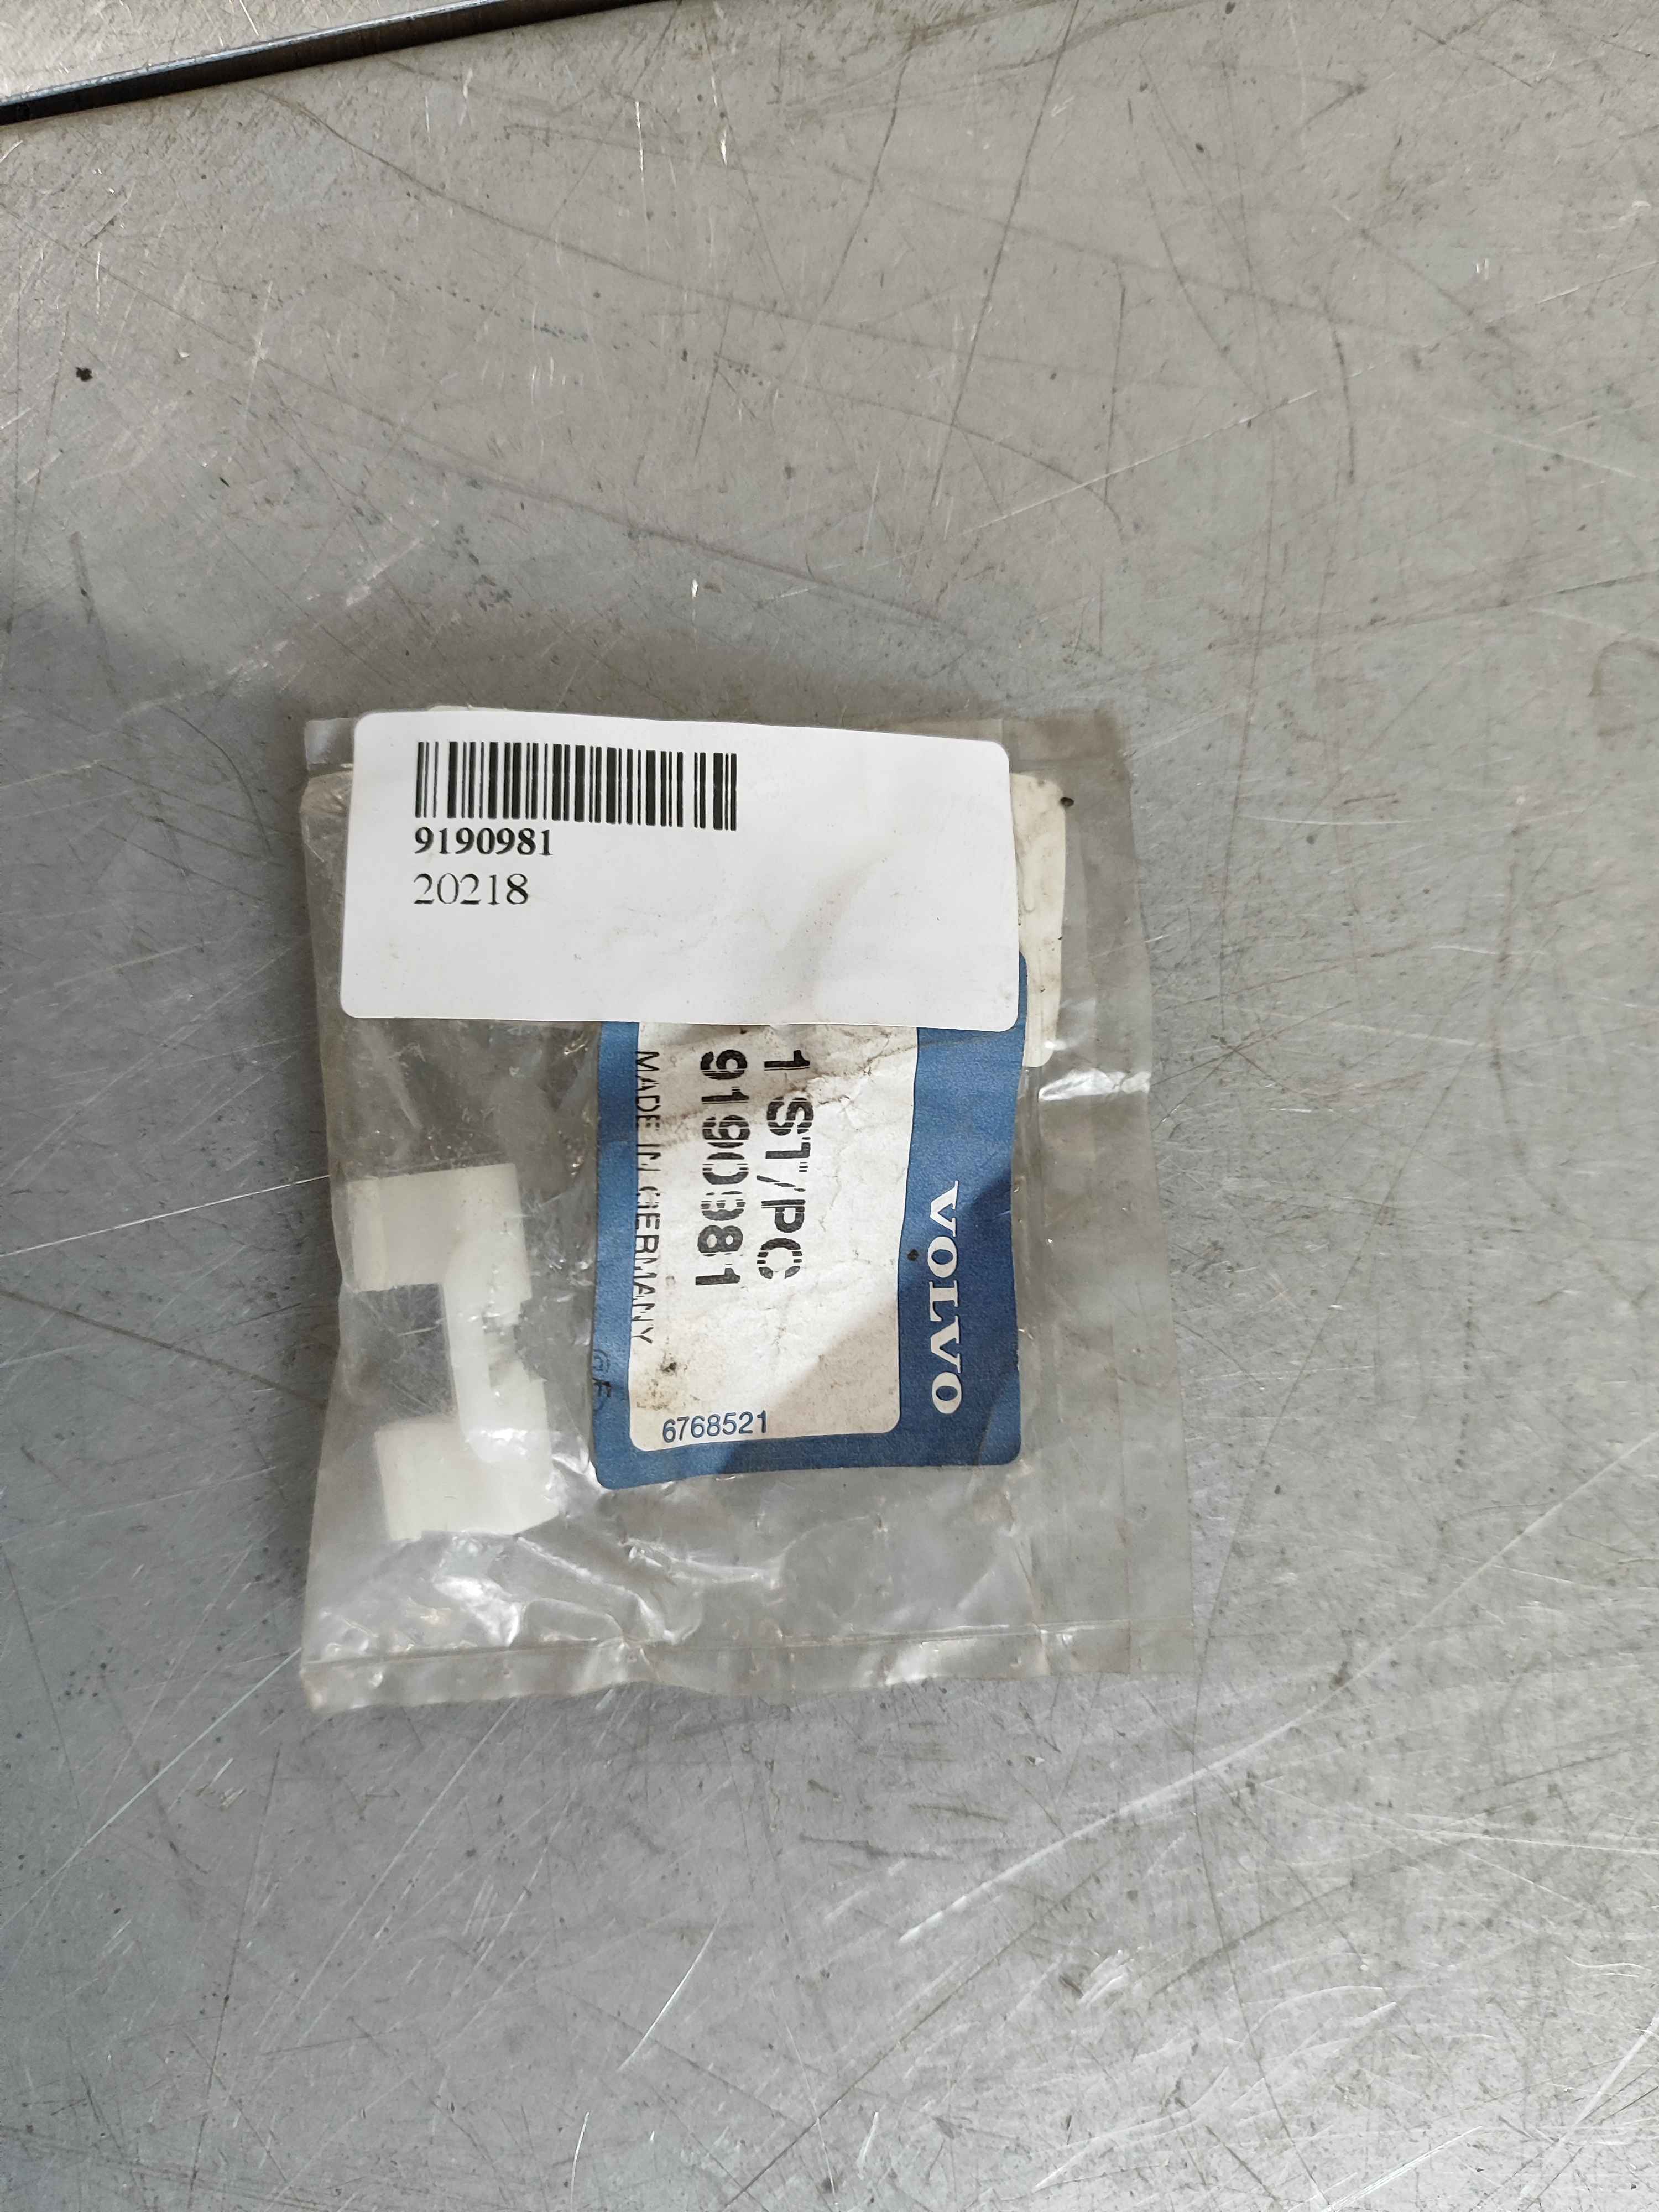 9190981
20218
VOLVO
1 ST/PC
9190981
MADE IN GERMANY
6768521